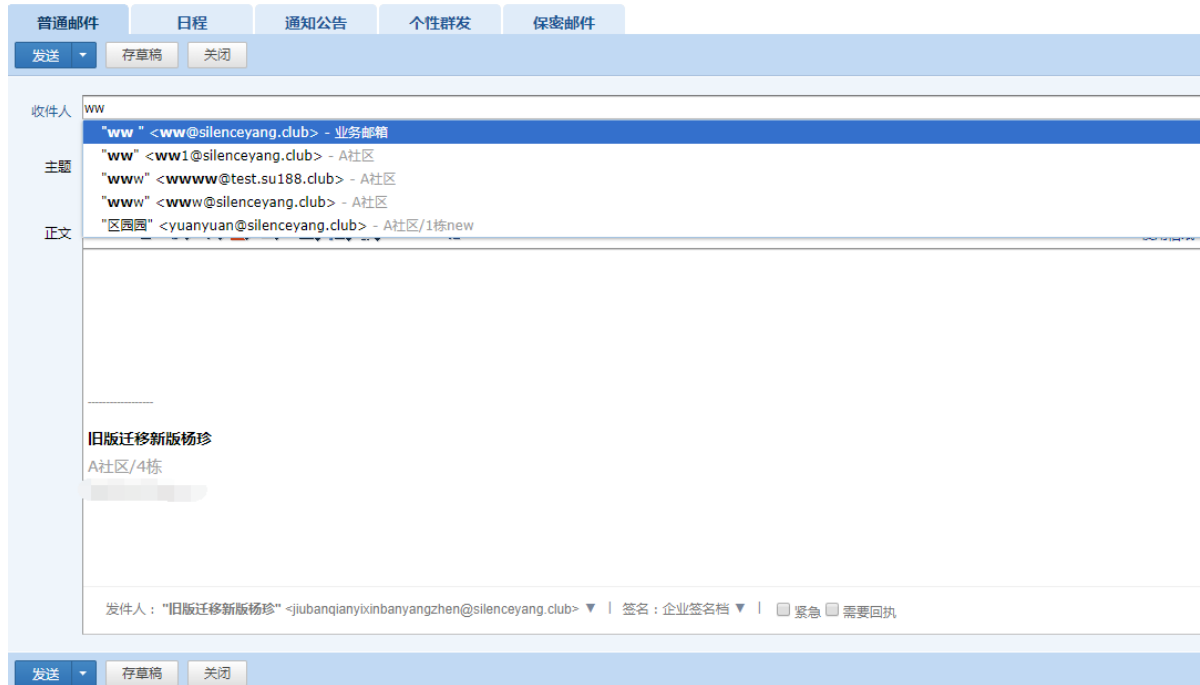 普通邮件 日程 通知公告 个性群发 保密邮件
发送 存草稿 关闭
收件人 ww
"ww " <ww@silenceyang.club> - 业务邮箱
"ww" <ww1@silenceyang.club> - A社区
主题
"www" <wwww@test.su188.club> - A社区
"www" <www@silenceyang.club> - A社区
"区园园" <yuanyuan@silenceyang.club> - A社区/1栋new
正文
------------------
旧版迁移新版杨珍
A社区/4栋
发件人："旧版迁移新版杨珍" <jiubanqianyixinbanyangzhen@silenceyang.club> ▼ | 签名：企业签名档 ▼ | 紧急 需要回执
发送 存草稿 关闭